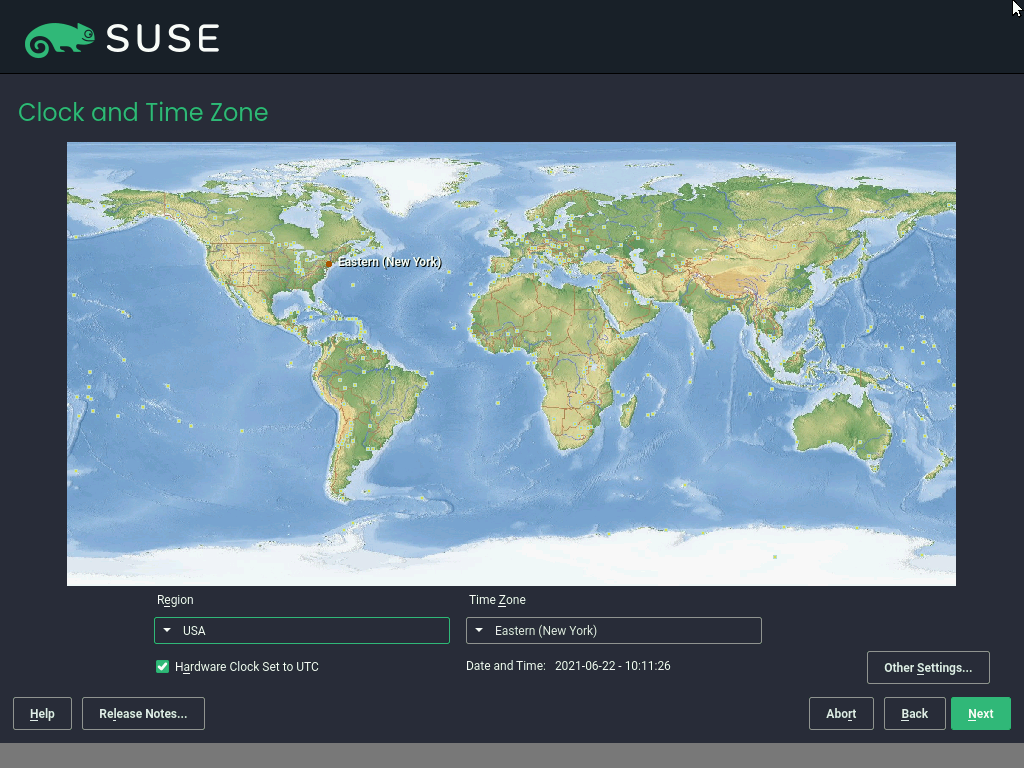 SUSE
Clock and Time Zone
Eastern (New York)
Region
Time Zone
USA
Eastern (New York)
Hardware Clock Set to UTC
Date and Time: 2021-06-22 - 10:11:26
Other Settings...
Help
Release Notes...
Abort
Back
Next